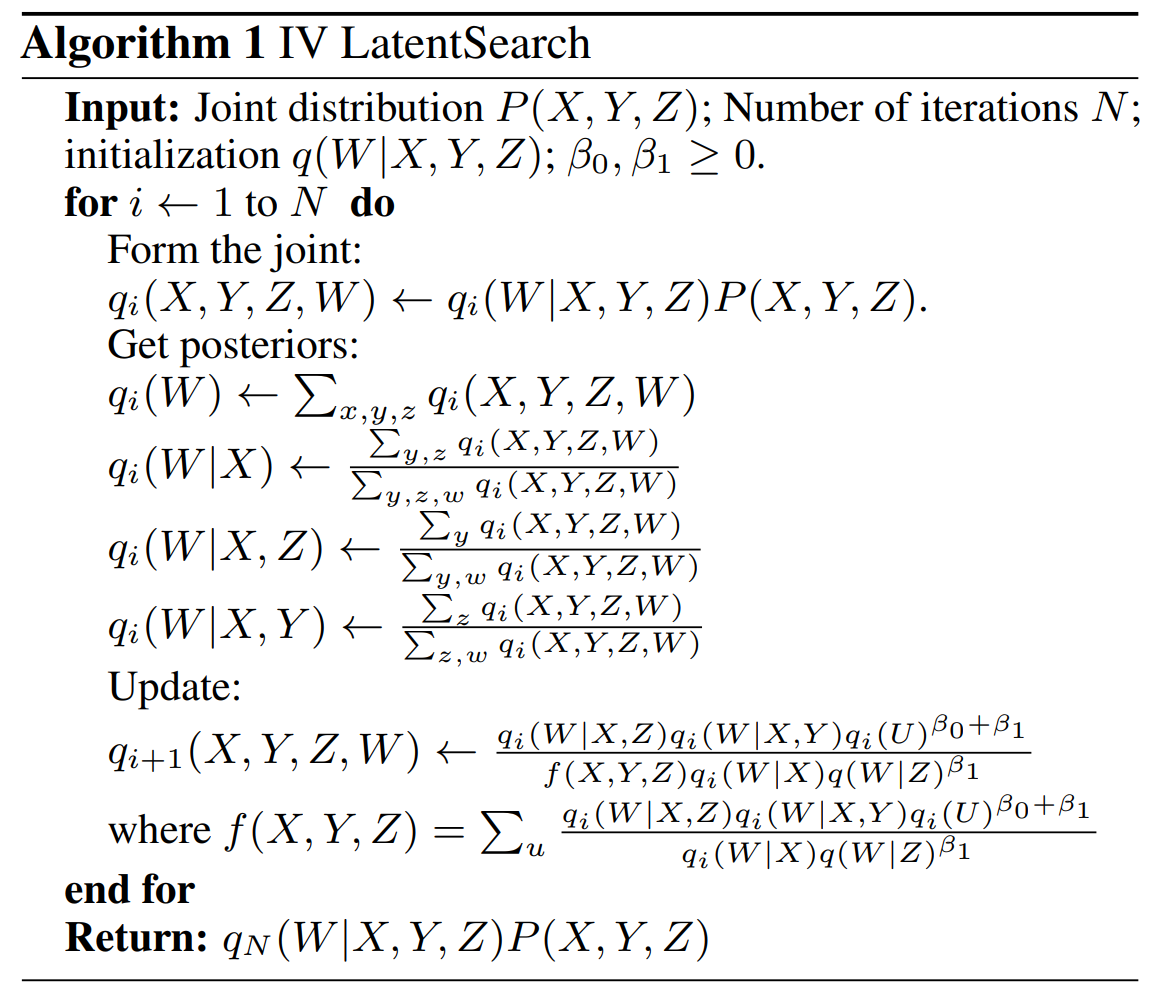 Algorithm 1 IV LatentSearch
Input: Joint distribution $P(X, Y, Z)$; Number of iterations $N$;
initialization $q(W|X, Y, Z)$; $\beta_0, \beta_1 \geq 0$.
for $i \leftarrow 1$ to $N$ do
Form the joint:
$q_i(X, Y, Z, W) \leftarrow q_i(W|X, Y, Z)P(X, Y, Z)$.
Get posteriors:
$q_i(W) \leftarrow \sum_{x,y,z} q_i(X, Y, Z, W)$
$q_i(W|X) \leftarrow \frac{\sum_{y,z} q_i(X,Y,Z,W)}{\sum_{y,z,w} q_i(X,Y,Z,W)}$
$q_i(W|X, Z) \leftarrow \frac{\sum_{y} q_i(X,Y,Z,W)}{\sum_{y,w} q_i(X,Y,Z,W)}$
$q_i(W|X, Y) \leftarrow \frac{\sum_{z} q_i(X,Y,Z,W)}{\sum_{z,w} q_i(X,Y,Z,W)}$
Update:
$q_{i+1}(X, Y, Z, W) \leftarrow \frac{q_i(W|X,Z)q_i(W|X,Y)q_i(U)^{\beta_0+\beta_1}}{f(X,Y,Z)q_i(W|X)q(W|Z)^{\beta_1}}$
where $f(X, Y, Z) = \sum_u \frac{q_i(W|X,Z)q_i(W|X,Y)q_i(U)^{\beta_0+\beta_1}}{q_i(W|X)q(W|Z)^{\beta_1}}$
end for
Return: $q_N(W|X, Y, Z)P(X, Y, Z)$